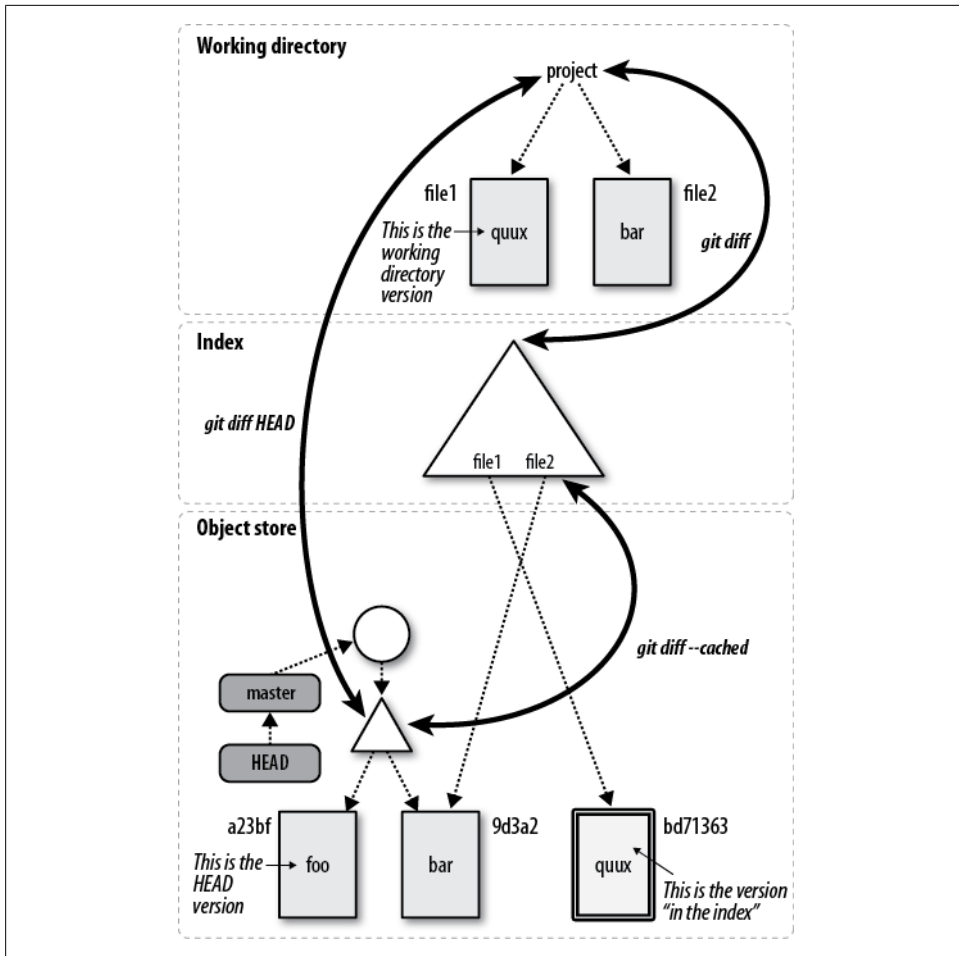 Working directory
project
file1
file2
This is the
working
directory
version
quux
bar
git diff
Index
git diff HEAD
file1 file2
Object store
git diff --cached
master
HEAD
a23bf
9d3a2
bd71363
This is the
HEAD
version
foo
bar
quux
This is the version
“in the index”